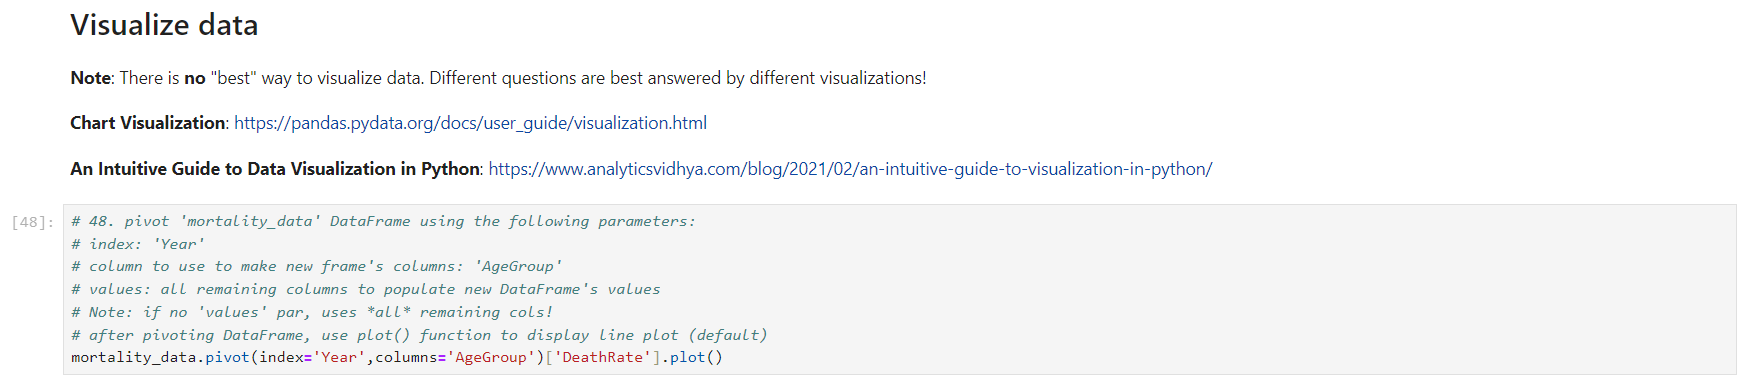 Visualize data
Note: There is no "best" way to visualize data. Different questions are best answered by different visualizations!
Chart Visualization: https://pandas.pydata.org/docs/user_guide/visualization.html
An Intuitive Guide to Data Visualization in Python: https://www.analyticsvidhya.com/blog/2021/02/an-intuitive-guide-to-visualization-in-python/
[48]: # 48. pivot 'mortality_data' DataFrame using the following parameters:
# index: 'Year'
# column to use to make new frame's columns: 'AgeGroup'
# values: all remaining columns to populate new DataFrame's values
# Note: if no 'values' par, uses *all* remaining cols!
# after pivoting DataFrame, use plot() function to display line plot (default)
mortality_data.pivot(index='Year',columns='AgeGroup')['DeathRate'].plot()